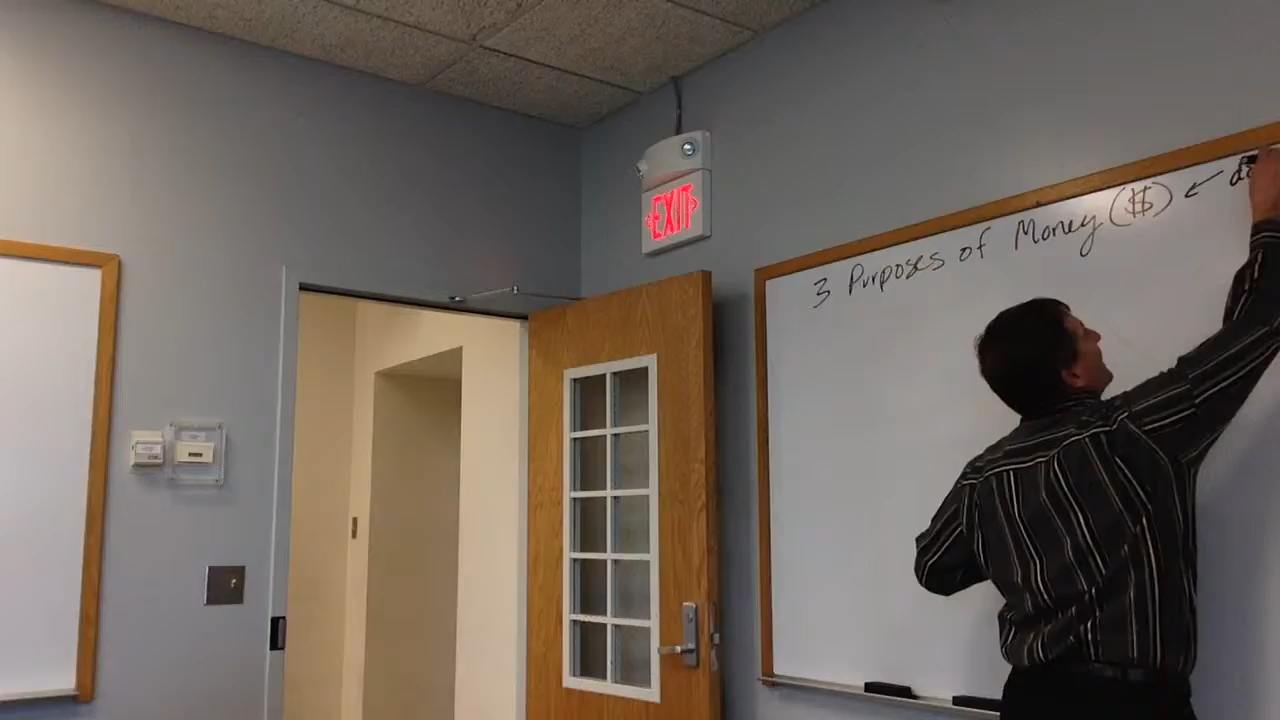 EXIT
3 Purposes of Money ($) ←